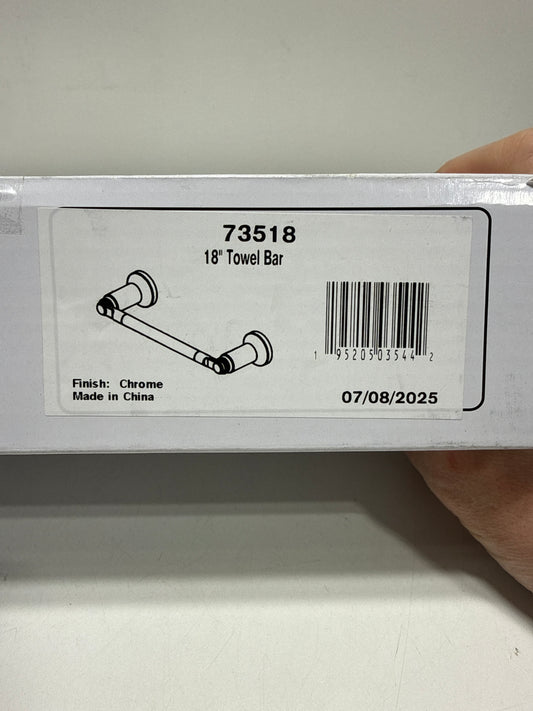 73518
18" Towel Bar
1 95205 03544 2
Finish: Chrome
Made in China
07/08/2025